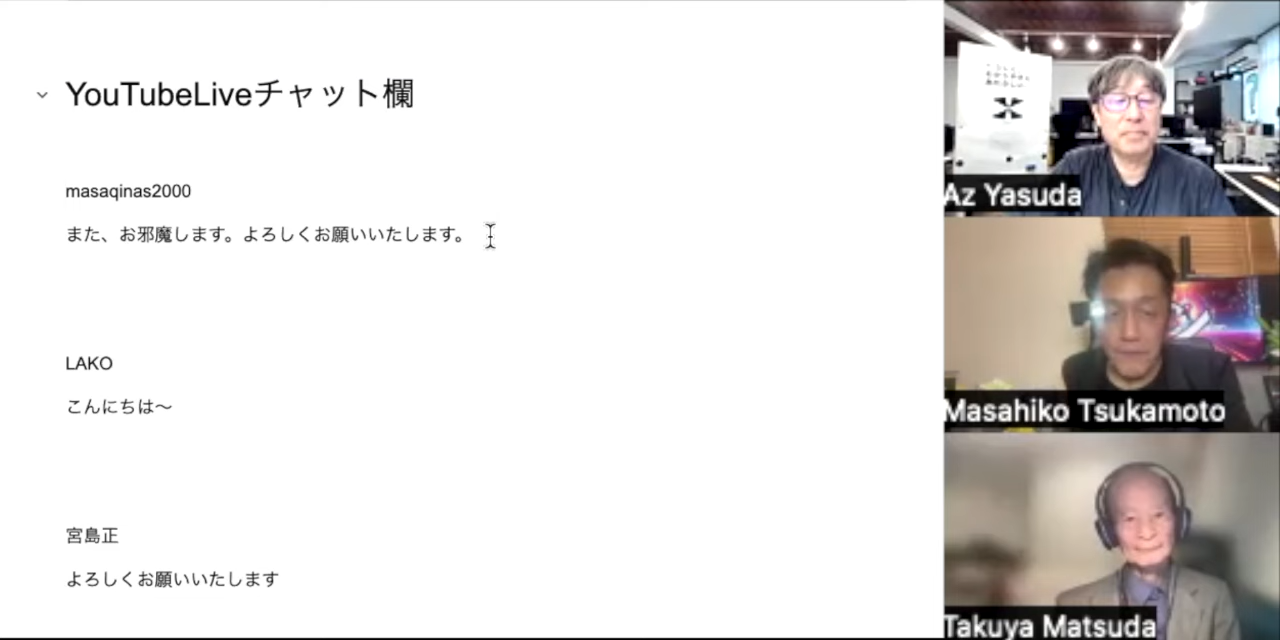 YouTubeLiveチャット欄
masaqinas2000
また、お邪魔します。よろしくお願いいたします。
LAKO
こんにちは〜
宮島正
よろしくお願いいたします
Az Yasuda
Masahiko Tsukamoto
Takuya Matsuda